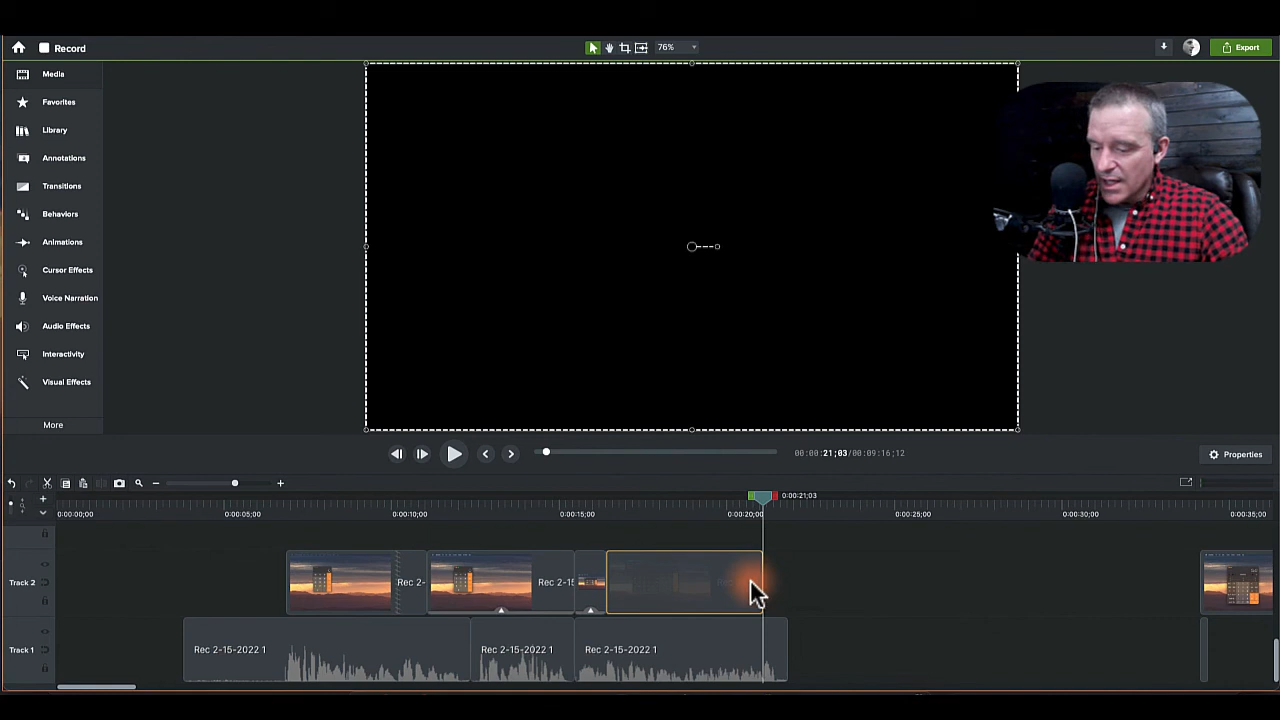 Record
76%
Export
Media
Favorites
Library
Annotations
Transitions
Behaviors
Animations
Cursor Effects
Voice Narration
Audio Effects
Interactivity
Visual Effects
More
00:00:21;03/00:09:16;12
Properties
0:00:21;03
0:00:00;00
0:00:05;00
0:00:10;00
0:00:15;00
0:00:20;00
0:00:25;00
0:00:30;00
0:00:35;00
Track 2
Rec 2-
Rec 2-15
Track 1
Rec 2-15-2022 1
Rec 2-15-2022 1
Rec 2-15-2022 1